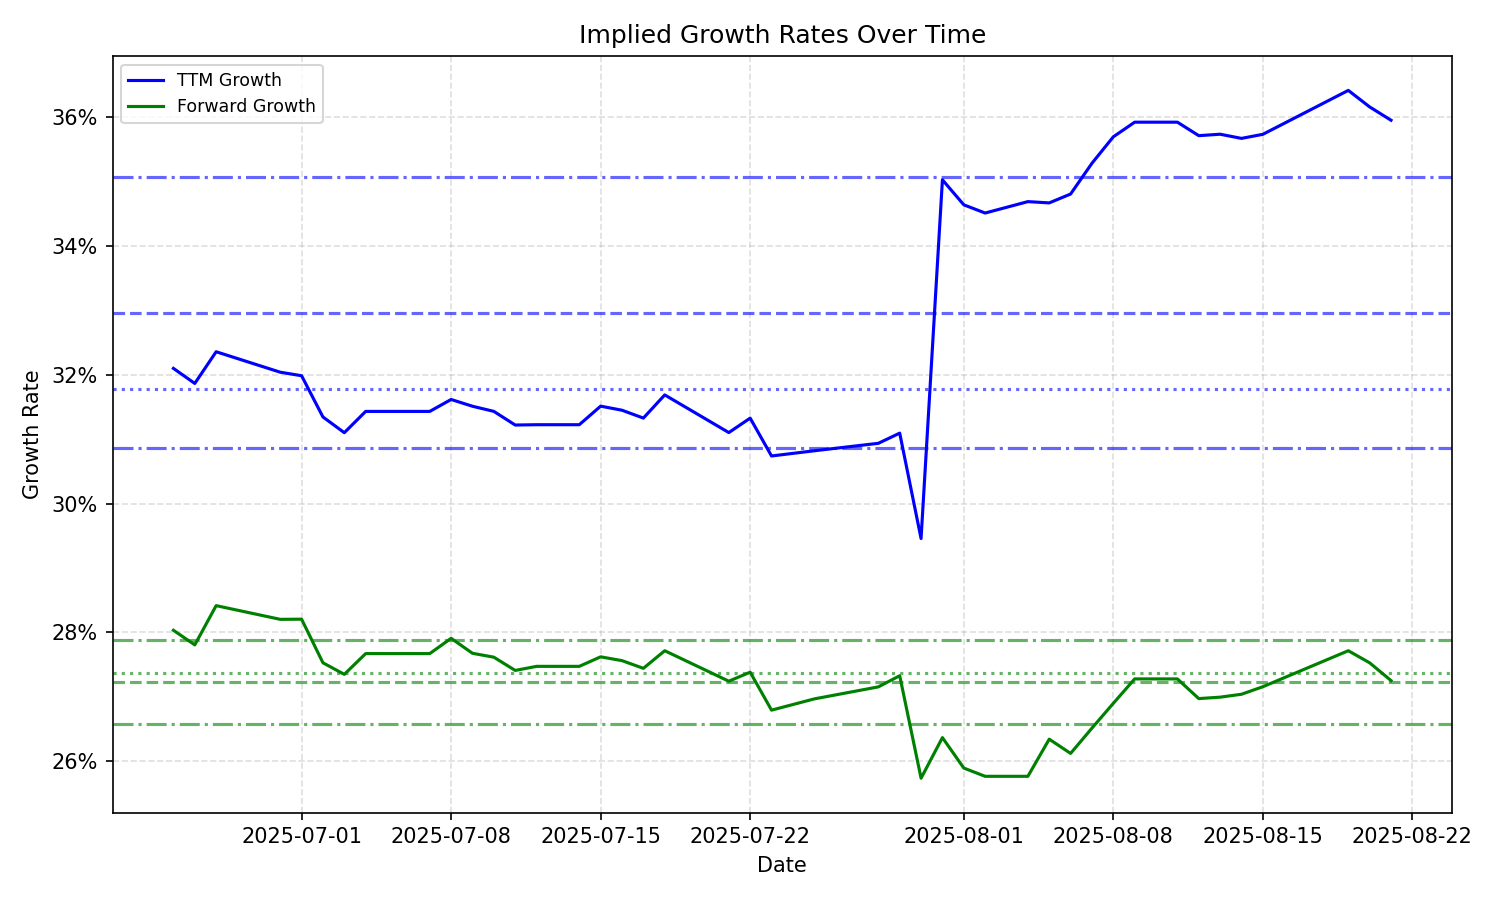 Implied Growth Rates Over Time
TTM Growth
Forward Growth
36%
34%
32%
30%
28%
26%
Growth Rate
2025-07-01
2025-07-08
2025-07-15
2025-07-22
2025-08-01
2025-08-08
2025-08-15
2025-08-22
Date